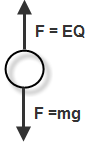 F = EQ
F =mg